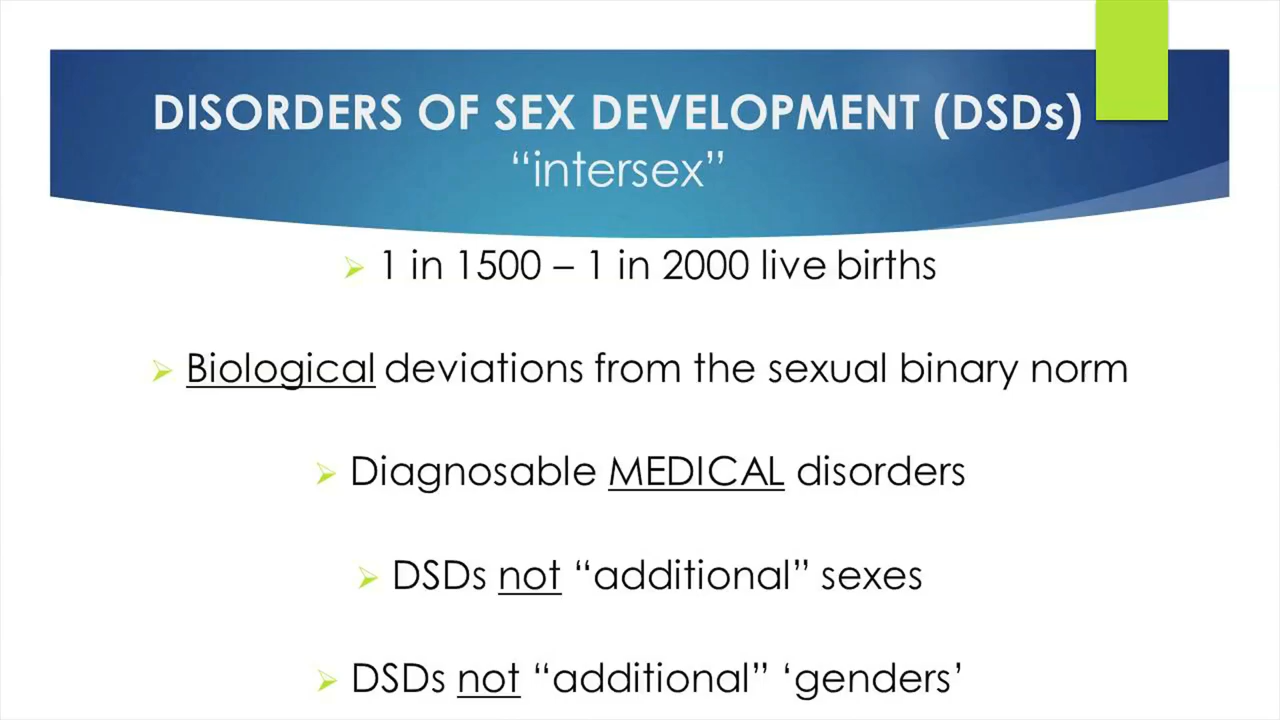 DISORDERS OF SEX DEVELOPMENT (DSDs)
“intersex”
1 in 1500 – 1 in 2000 live births
Biological deviations from the sexual binary norm
Diagnosable MEDICAL disorders
DSDs not “additional” sexes
DSDs not “additional” ‘genders’